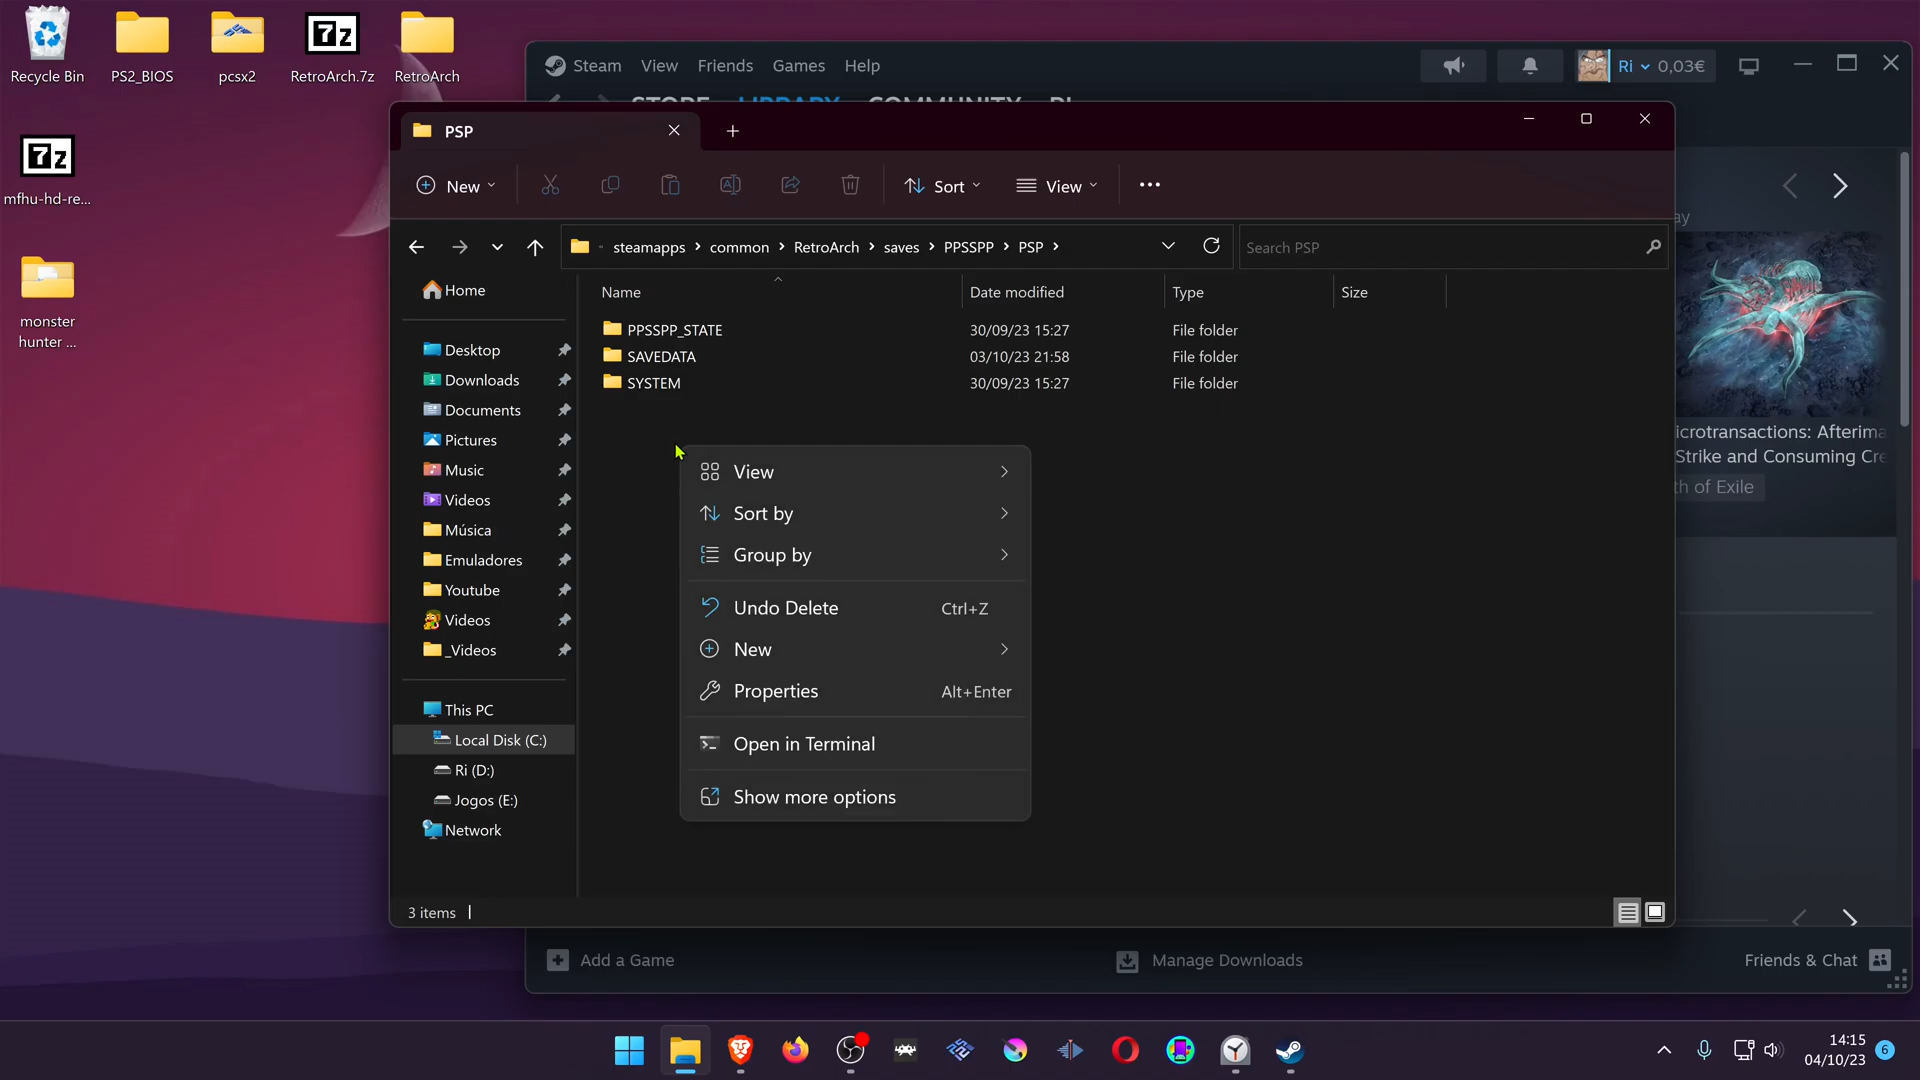 Recycle Bin
PS2_BIOS
pcsx2
RetroArch.7z
RetroArch
mfhu-hd-re...
monster
hunter ...
Steam View Friends Games Help
Ri 0,03€
STORE LIBRARY COMMUNITY
PSP
New
Sort
View
steamapps > common > RetroArch > saves > PPSSPP > PSP >
Search PSP
Name Date modified Type Size
PPSSPP_STATE 30/09/23 15:27 File folder
SAVEDATA 03/10/23 21:58 File folder
SYSTEM 30/09/23 15:27 File folder
Home
Desktop
Downloads
Documents
Pictures
Music
Videos
Música
Emuladores
Youtube
Videos
_Videos
This PC
Local Disk (C:)
Ri (D:)
Jogos (E:)
Network
View
Sort by
Group by
Undo Delete Ctrl+Z
New
Properties Alt+Enter
Open in Terminal
Show more options
3 items
ay
icrotransactions: Afterima
Strike and Consuming Cre
th of Exile
Add a Game
Manage Downloads
Friends & Chat
14:15
04/10/23
6